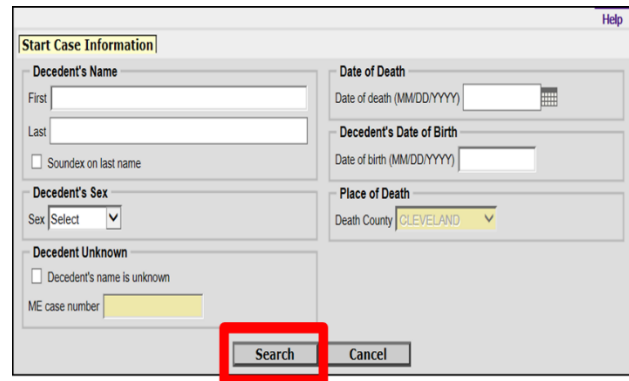 Help
Start Case Information
Decedent's Name
First
Last
Soundex on last name
Decedent's Sex
Sex Select
Decedent Unknown
Decedent's name is unknown
ME case number
Date of Death
Date of death (MM/DD/YYYY)
Decedent's Date of Birth
Date of birth (MM/DD/YYYY)
Place of Death
Death County CLEVELAND
Search Cancel